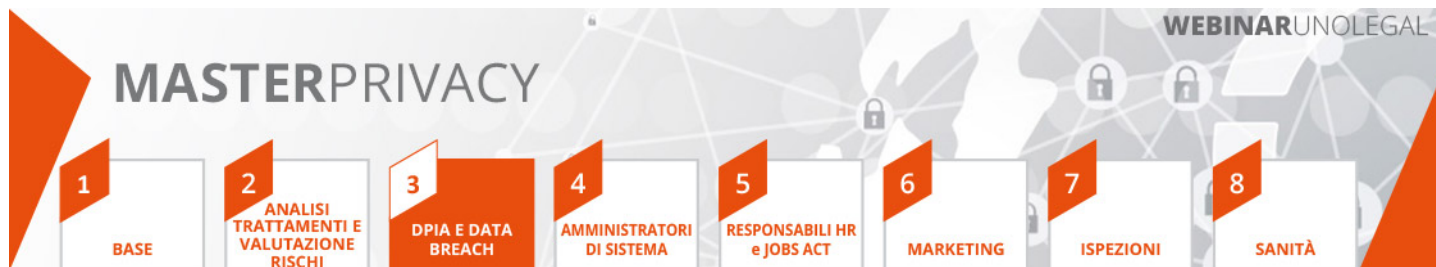 WEBINARUNOLEGAL
MASTERPRIVACY
1
BASE
2
ANALISI
TRATTAMENTI E
VALUTAZIONE
RISCHI
3
DPIA E DATA
BREACH
4
AMMINISTRATORI
DI SISTEMA
5
RESPONSABILI HR
e JOBS ACT
6
MARKETING
7
ISPEZIONI
8
SANITÀ